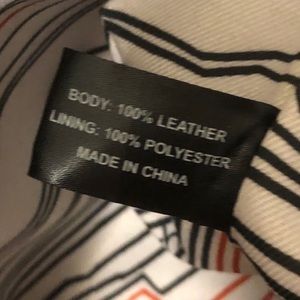 BODY: 100% LEATHER
LINING: 100% POLYESTER
MADE IN CHINA